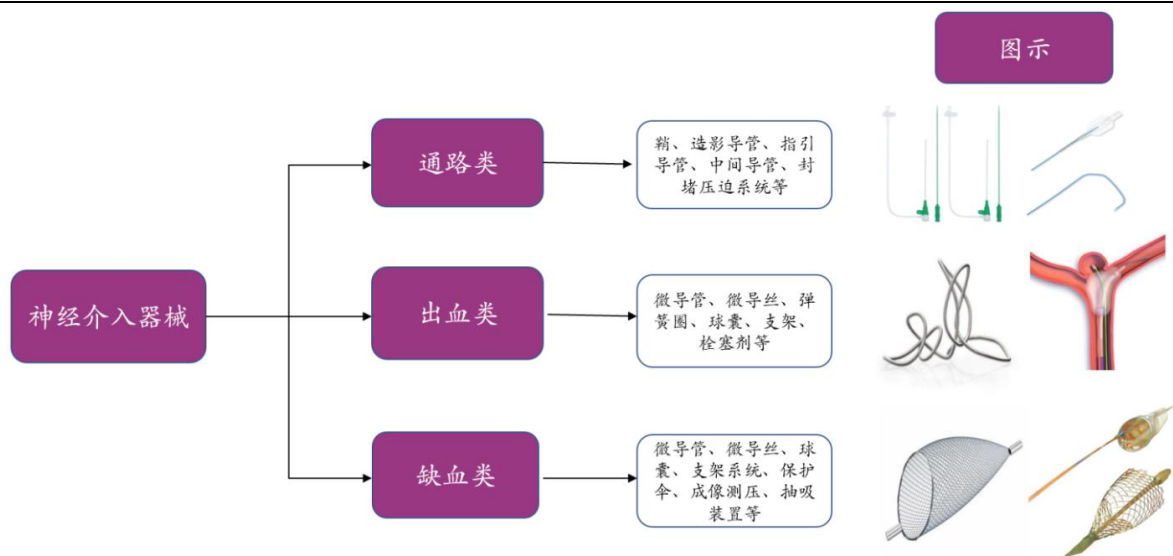 图示
通路类
鞘、造影导管、指引
导管、中间导管、封
堵压迫系统等
神经介入器械
出血类
微导管、微导丝、弹
簧圈、球囊、支架、
栓塞剂等
缺血类
微导管、微导丝、球
囊、支架系统、保护
伞、成像测压、抽吸
装置等